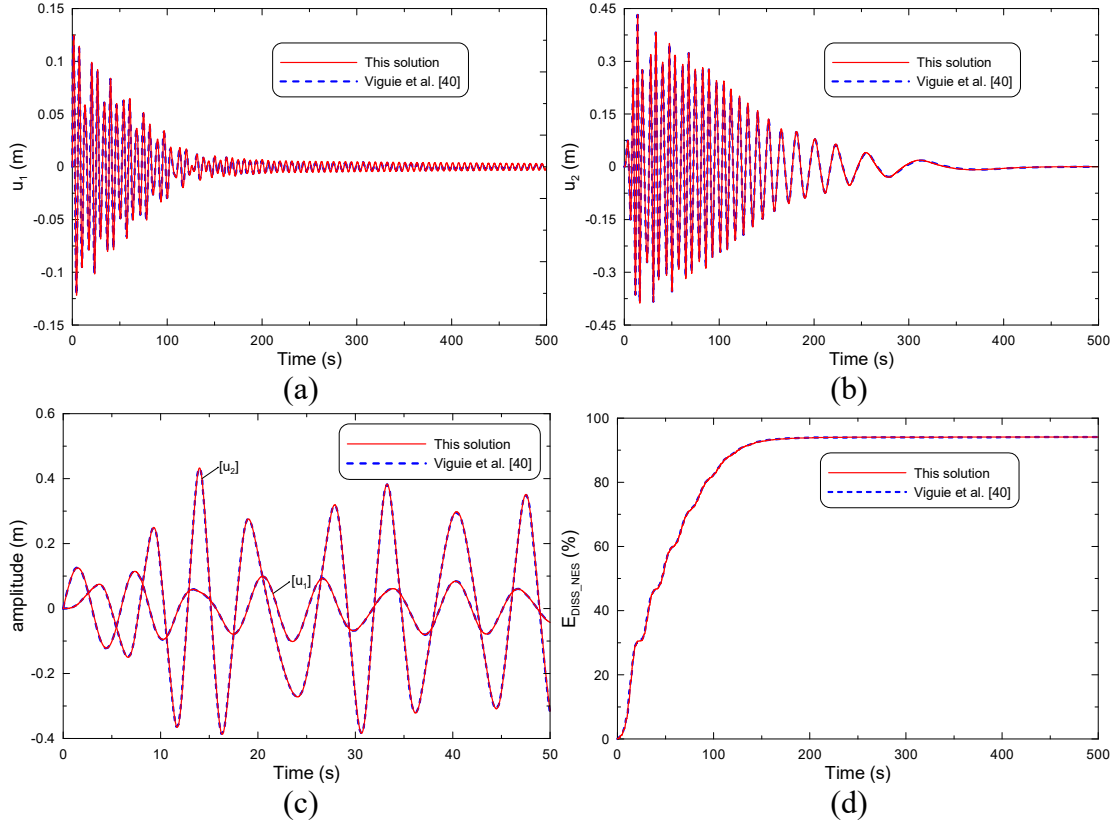 0.15
0.1
0.05
0
-0.05
-0.1
-0.15
u1 (m)
This solution
Viguie et al. [40]
0 100 200 300 400 500
Time (s)
(a)
0.45
0.3
0.15
0
-0.15
-0.3
-0.45
u2 (m)
This solution
Viguie et al. [40]
0 100 200 300 400 500
Time (s)
(b)
0.6
0.4
0.2
0
-0.2
-0.4
amplitude (m)
[u2]
[u1]
This solution
Viguie et al. [40]
0 10 20 30 40 50
Time (s)
(c)
100
80
60
40
20
0
EDISS_NES (%)
This solution
Viguie et al. [40]
0 100 200 300 400 500
Time (s)
(d)